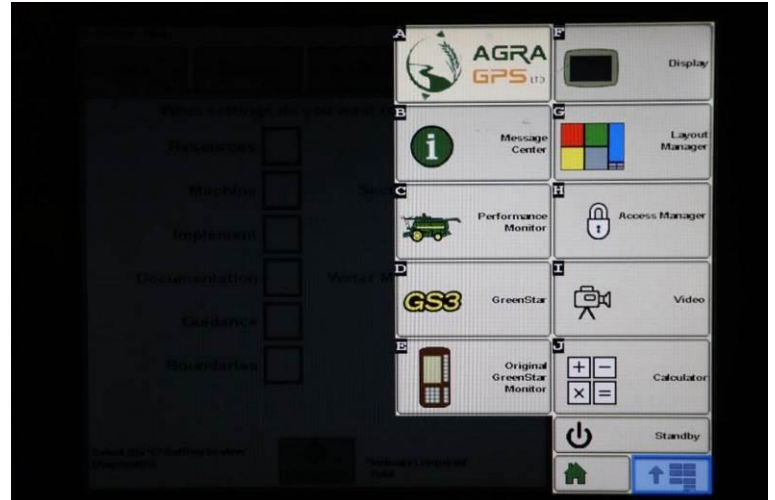 A
AGRA
GPS LTD
B
Message
Center
C
Performance
Monitor
D
GS3
GreenStar
E
Original
GreenStar
Monitor
F
Display
G
Layout
Manager
H
Access Manager
I
Video
J
Calculator
Standby
What settings do you want
Resources
Machine
Implement
Documentation
Water M
Guidance
Boundaries